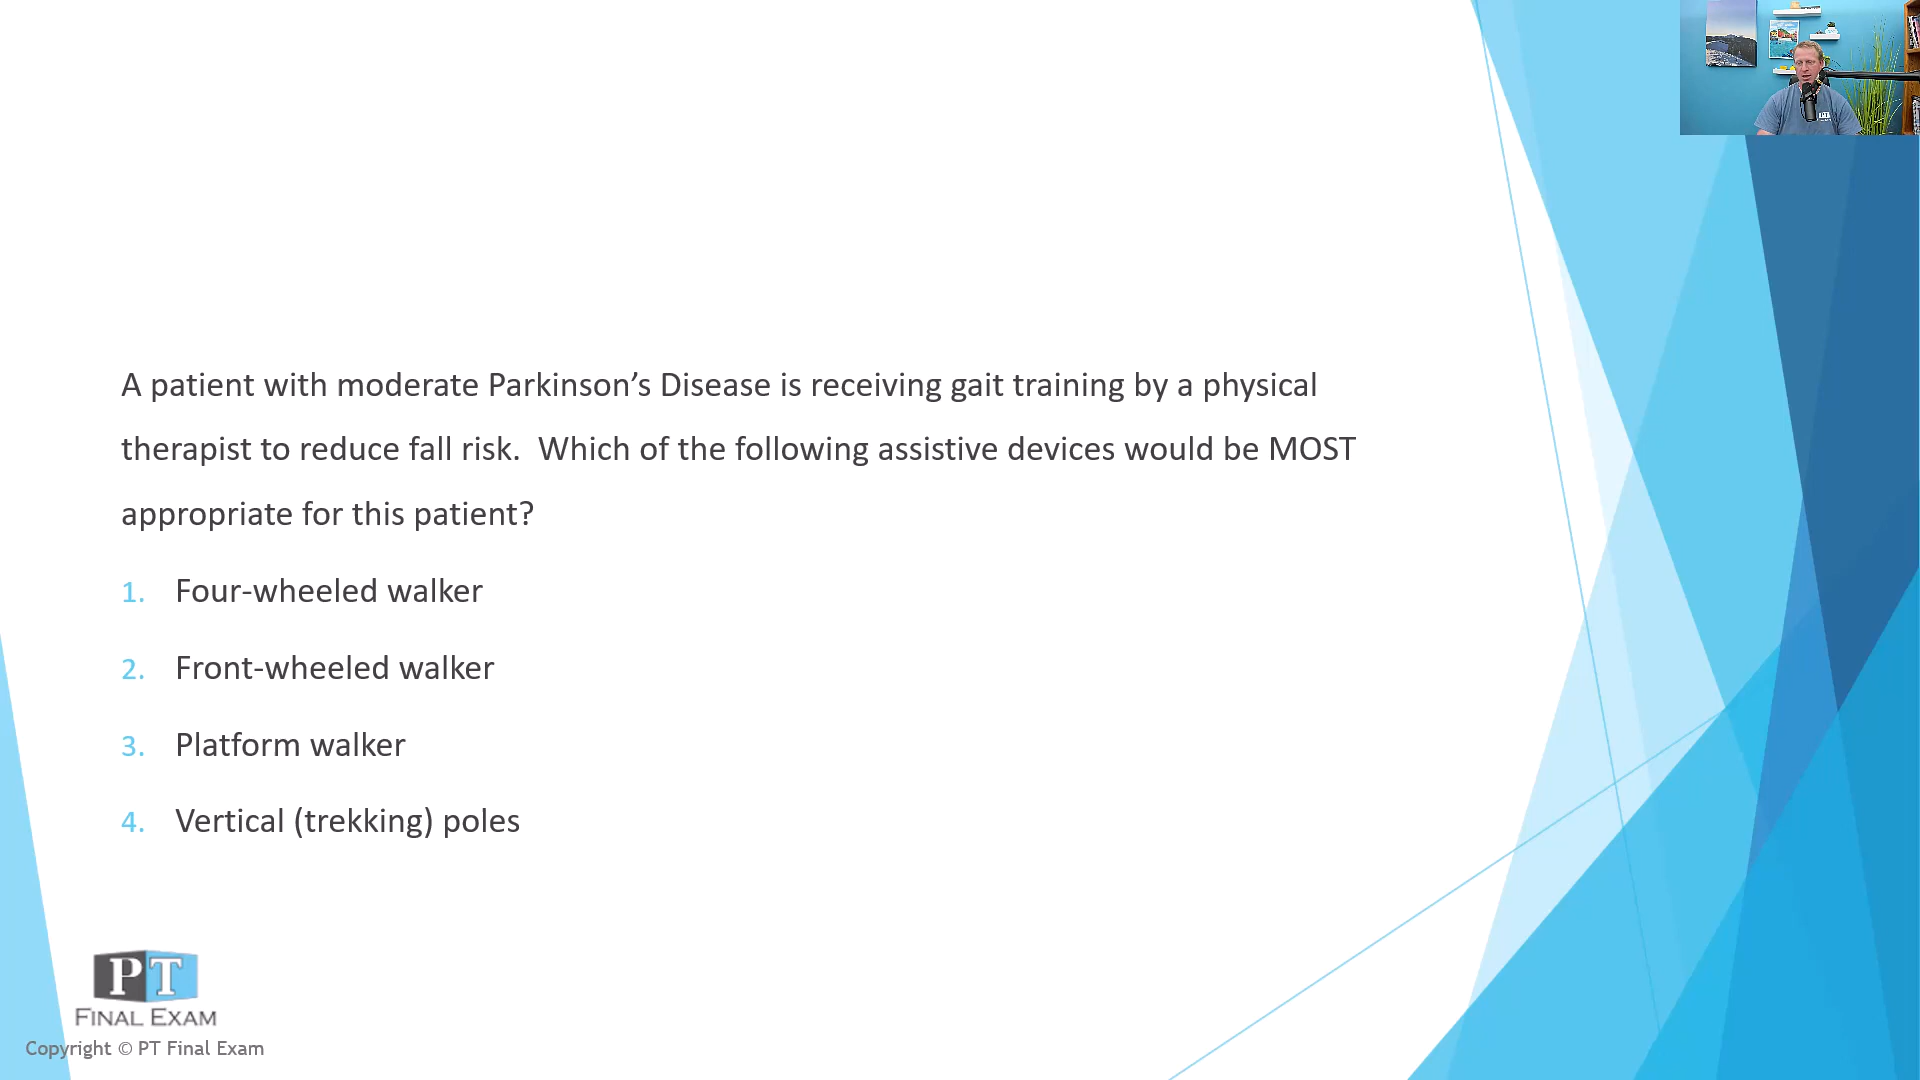 A patient with moderate Parkinson’s Disease is receiving gait training by a physical
therapist to reduce fall risk.  Which of the following assistive devices would be MOST
appropriate for this patient?
1. Four-wheeled walker
2. Front-wheeled walker
3. Platform walker
4. Vertical (trekking) poles
PT
FINAL EXAM
Copyright © PT Final Exam